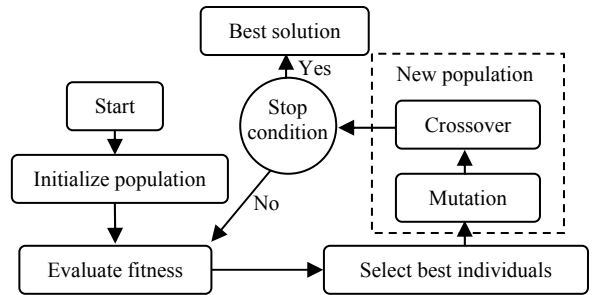 Best solution
Yes
New population
Start
Stop
condition
Crossover
Initialize population
Mutation
No
Evaluate fitness
Select best individuals